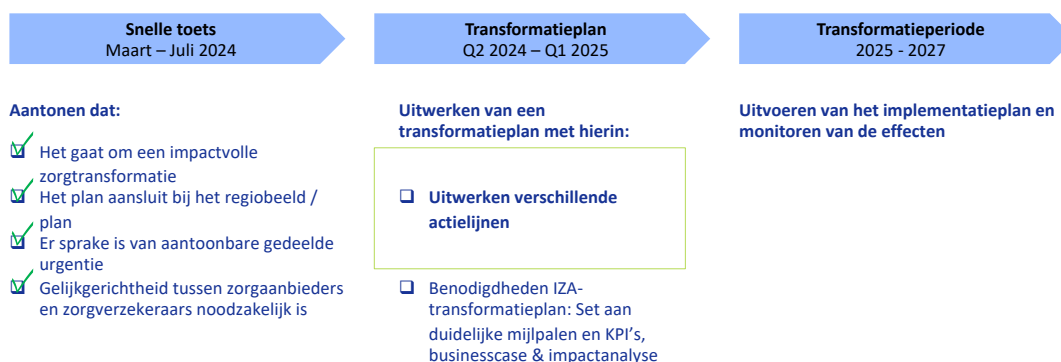 Snelle toets
Maart – Juli 2024
Transformatieplan
Q2 2024 – Q1 2025
Transformatieperiode
2025 - 2027
Aantonen dat:
Het gaat om een impactvolle
zorgtransformatie
Het plan aansluit bij het regiobeeld /
plan
Er sprake is van aantoonbare gedeelde
urgentie
Gelijkgerichtheid tussen zorgaanbieders
en zorgverzekeraars noodzakelijk is
Uitwerken van een
transformatieplan met hierin:
Uitwerken verschillende
actielijnen
Benodigdheden IZA-
transformatieplan: Set aan
duidelijke mijlpalen en KPI’s,
businesscase & impactanalyse
Uitvoeren van het implementatieplan en
monitoren van de effecten